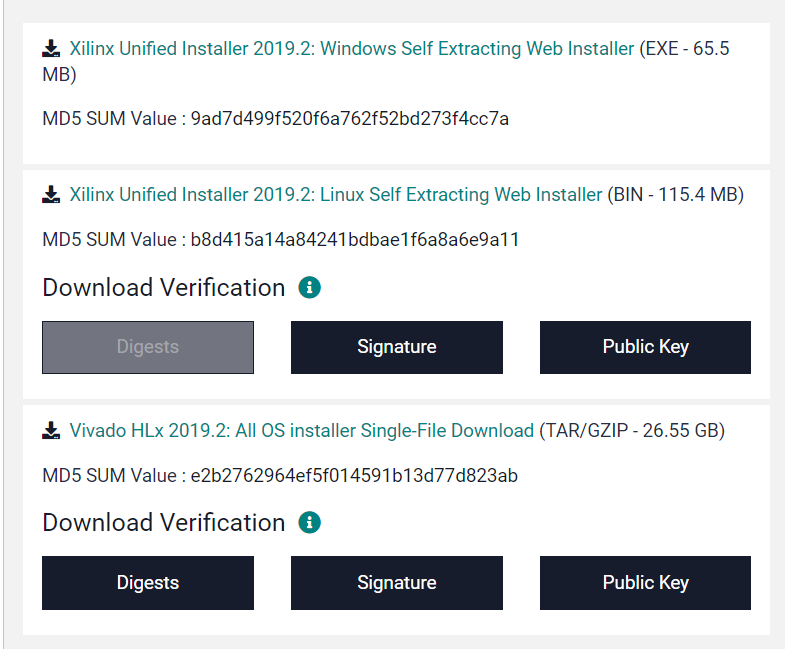 Xilinx Unified Installer 2019.2: Windows Self Extracting Web Installer (EXE - 65.5
MB)
MD5 SUM Value : 9ad7d499f520f6a762f52bd273f4cc7a
Xilinx Unified Installer 2019.2: Linux Self Extracting Web Installer (BIN - 115.4 MB)
MD5 SUM Value : b8d415a14a84241bdbae1f6a8a6e9a11
Download Verification
Digests Signature Public Key
Vivado HLx 2019.2: All OS installer Single-File Download (TAR/GZIP - 26.55 GB)
MD5 SUM Value : e2b2762964ef5f014591b13d77d823ab
Download Verification
Digests Signature Public Key